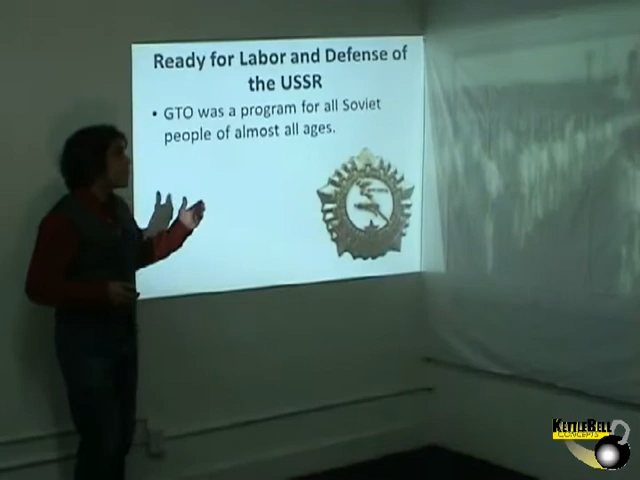 Ready for Labor and Defense of
the USSR
• GTO was a program for all Soviet
people of almost all ages.
KETTLEBELL
CONCEPTS